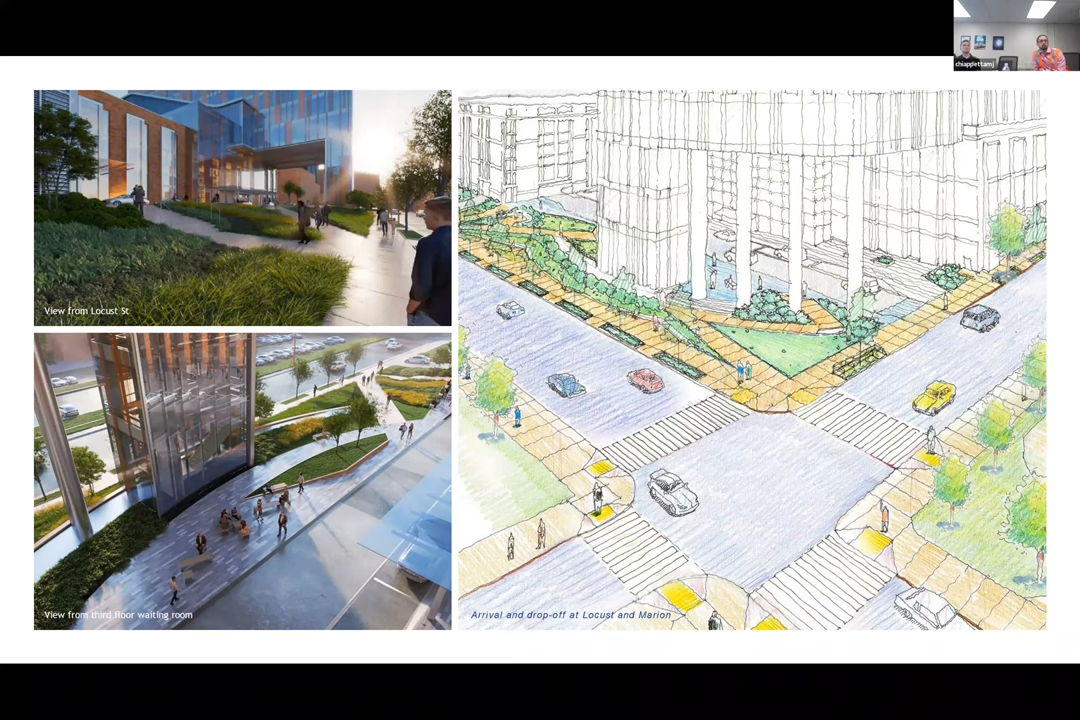 chiappettamj
View from Locust St
View from third floor waiting room
Arrival and drop-off at Locust and Marion